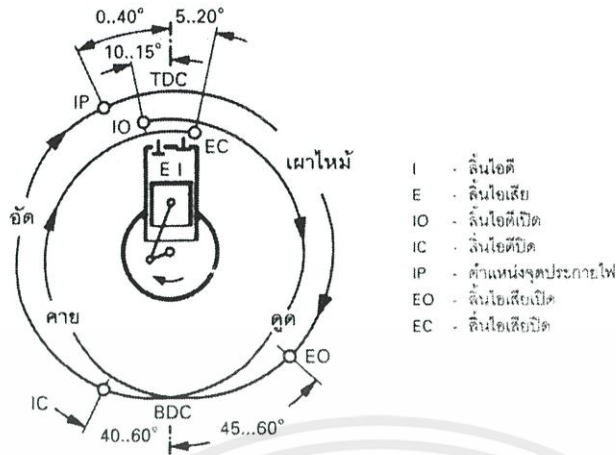 0..40°
5..20°
10..15°
TDC
IP
IO
EC
E I
เผาไหม้
อัด
คาย
ดูด
EO
IC
BDC
40..60°
45...60°
I - ลิ้นไอดี
E - ลิ้นไอเสีย
IO - ลิ้นไอดีเปิด
IC - ลิ้นไอดีปิด
IP - ตำแหน่งจุดประกายไฟ
EO - ลิ้นไอเสียเปิด
EC - ลิ้นไอเสียปิด